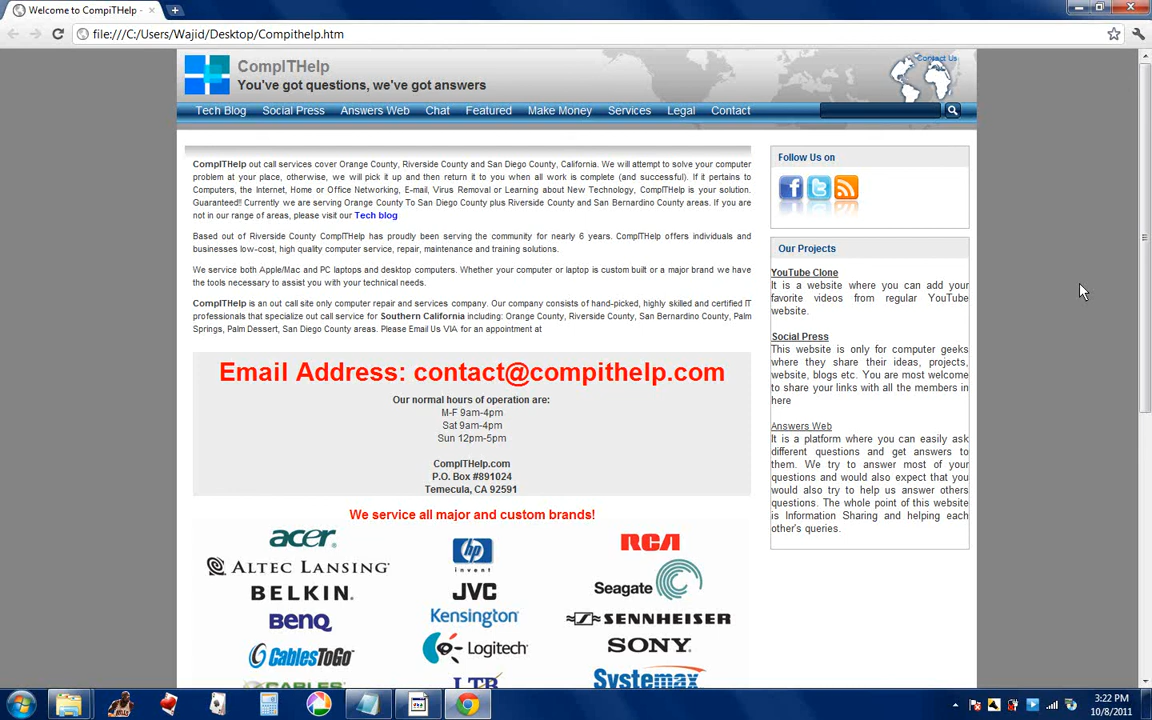 Welcome to CompiTHelp -
file:///C:/Users/Wajid/Desktop/Compithelp.htm
CompITHelp
You've got questions, we've got answers
Contact Us
Tech Blog Social Press Answers Web Chat Featured Make Money Services Legal Contact
CompITHelp out call services cover Orange County, Riverside County and San Diego County, California. We will attempt to solve your computer
problem at your place, otherwise, we will pick it up and then return it to you when all work is complete (and successful). If it pertains to
Computers, the Internet, Home or Office Networking, E-mail, Virus Removal or Learning about New Technology, CompITHelp is your solution.
Guaranteed!! Currently we are serving Orange County To San Diego County plus Riverside County and San Bernardino County areas. If you are
not in our range of areas, please visit our Tech blog
Based out of Riverside County CompITHelp has proudly been serving the community for nearly 6 years. CompITHelp offers individuals and
businesses low-cost, high quality computer service, repair, maintenance and training solutions.
We service both Apple/Mac and PC laptops and desktop computers. Whether your computer or laptop is custom built or a major brand we have
the tools necessary to assist you with your technical needs.
CompITHelp is an out call site only computer repair and services company. Our company consists of hand-picked, highly skilled and certified IT
professionals that specialize out call service for Southern California including: Orange County, Riverside County, San Bernardino County, Palm
Springs, Palm Dessert, San Diego County areas. Please Email Us VIA for an appointment at
Email Address: contact@compithelp.com
Our normal hours of operation are:
M-F 9am-4pm
Sat 9am-4pm
Sun 12pm-5pm
CompITHelp.com
P.O. Box #891024
Temecula, CA 92591
We service all major and custom brands!
acer
hp
invent
RCA
ALTEC LANSING
JVC
Seagate
BELKIN
Kensington
SENNHEISER
BenQ
Logitech
SONY
CABLESTOGO
LTR
Systemax
CABLES
Follow Us on
Our Projects
YouTube Clone
It is a website where you can add your
favorite videos from regular YouTube
website.
Social Press
This website is only for computer geeks
where they share their ideas, projects,
website, blogs etc. You are most welcome
to share your links with all the members in
here
Answers Web
It is a platform where you can easily ask
different questions and get answers to
them. We try to answer most of your
questions and would also expect that you
would also try to help us answer others
questions. The whole point of this website
is Information Sharing and helping each
other's queries.
3:22 PM
10/8/2011